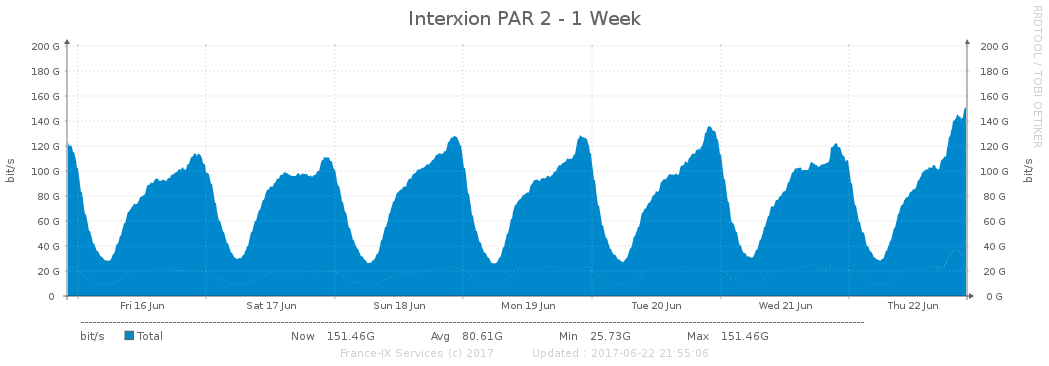 Interxion PAR 2 - 1 Week
RRDTOOL / TOBI OETIKER
bit/s
200 G 200 G
180 G 180 G
160 G 160 G
140 G 140 G
120 G 120 G
100 G 100 G
80 G 80 G
60 G 60 G
40 G 40 G
20 G 20 G
0 0 G
bit/s
Fri 16 Jun Sat 17 Jun Sun 18 Jun Mon 19 Jun Tue 20 Jun Wed 21 Jun Thu 22 Jun
bit/s Total Now 151.46G Avg 80.61G Min 25.73G Max 151.46G
France-IX Services (c) 2017 Updated : 2017-06-22 21:55:06